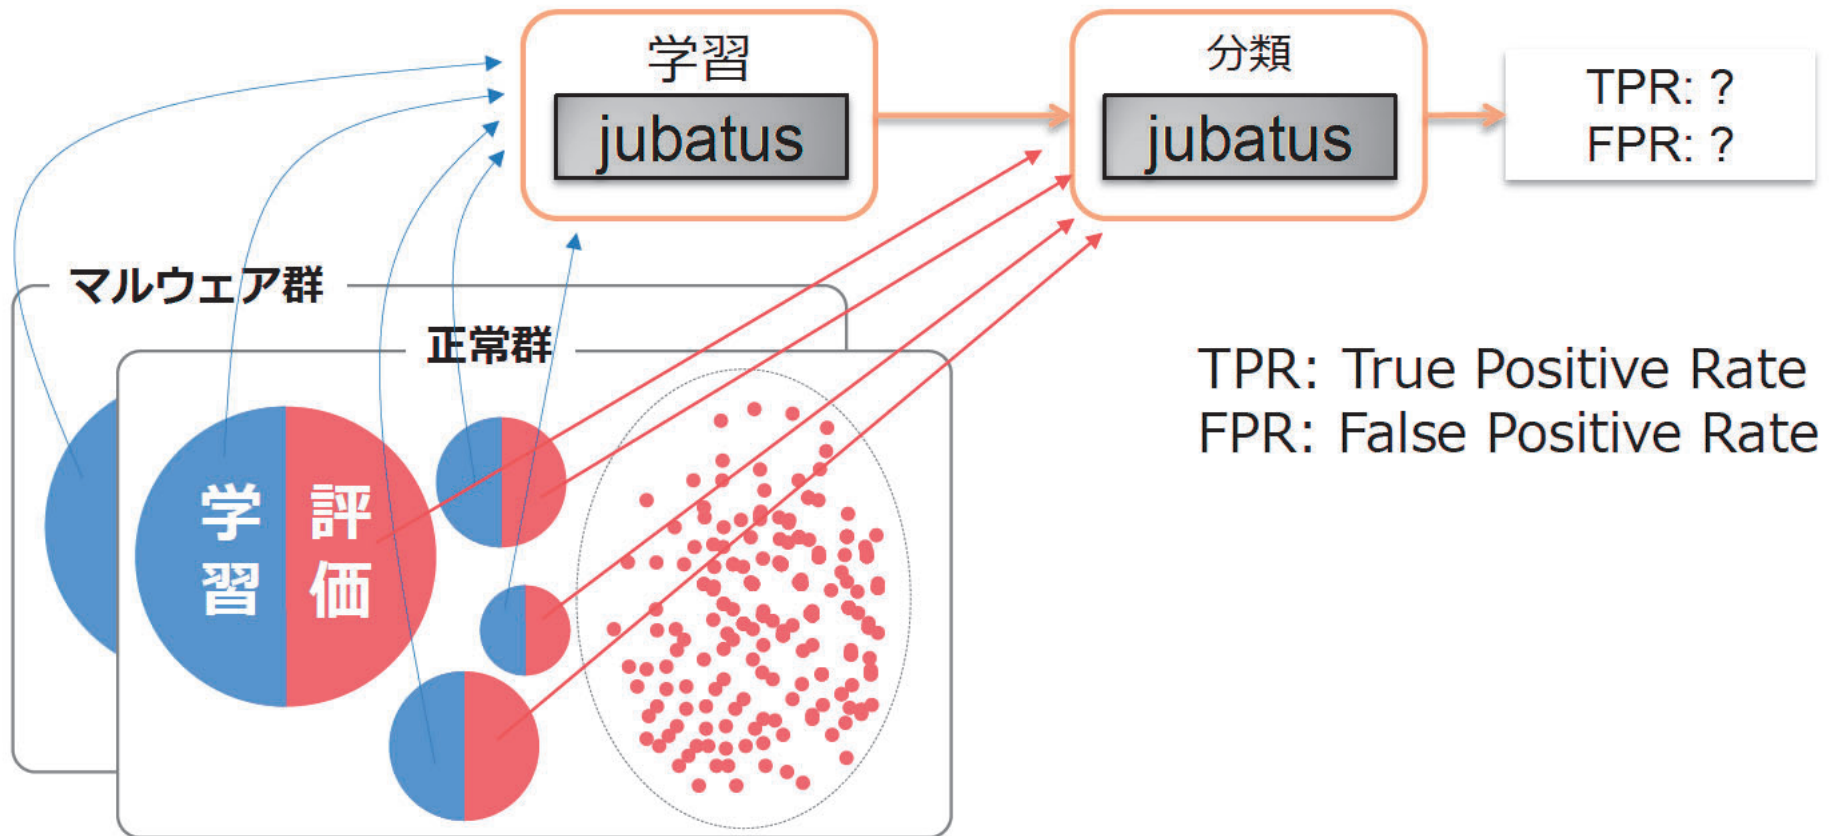 学習
jubatus
分類
jubatus
TPR: ?
FPR: ?
マルウェア群
正常群
学習
評価
TPR: True Positive Rate
FPR: False Positive Rate